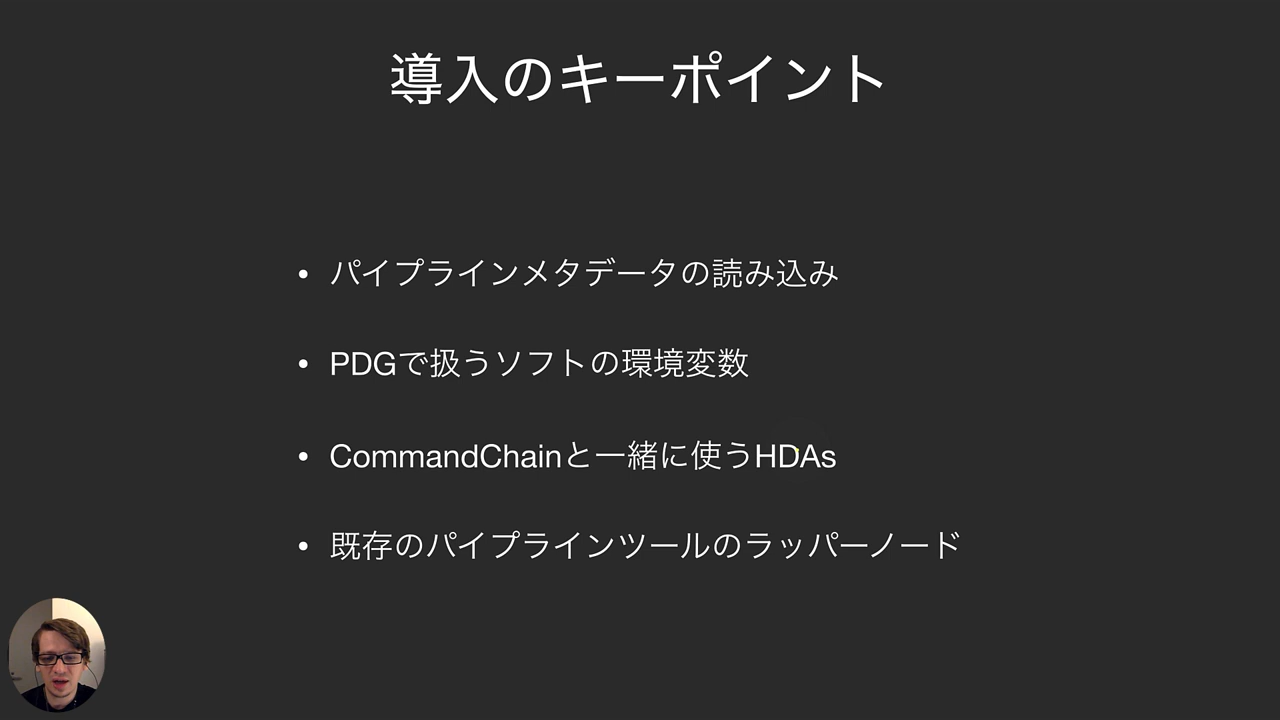 導入のキーポイント
• パイプラインメタデータの読み込み
• PDGで扱うソフトの環境変数
• CommandChainと一緒に使うHDAs
• 既存のパイプラインツールのラッパーノード